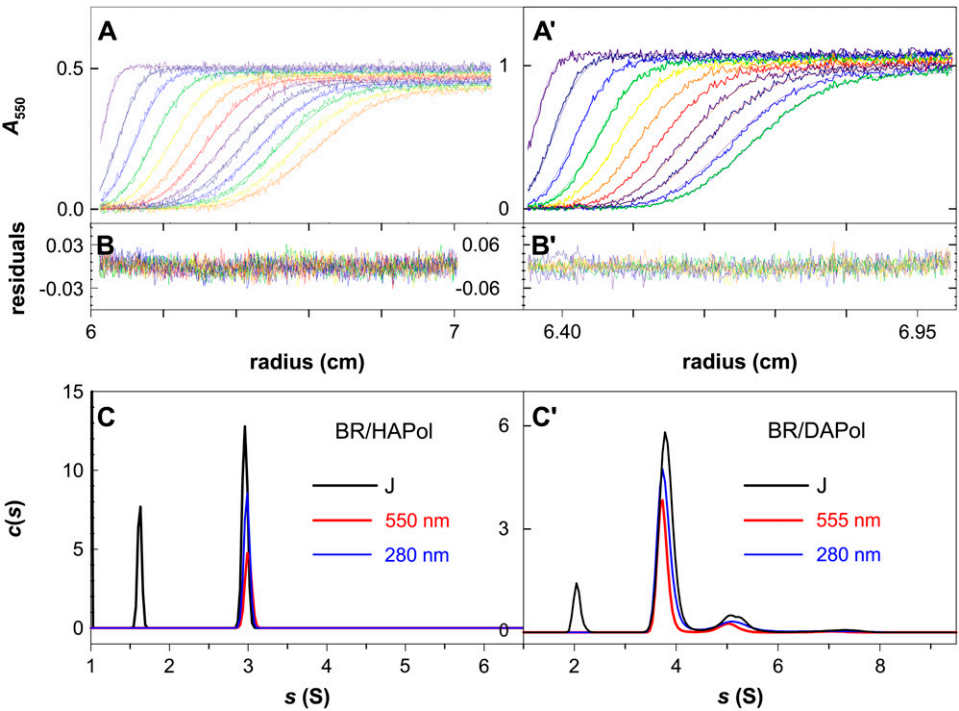 A
A'
0.5
1
A550
0.0
0
B
B'
0.03
0.06
residuals
-0.03
-0.06
6
7
6.40
6.95
radius (cm)
radius (cm)
15
C
C'
6
BR/HAPol
BR/DAPol
10
J
J
c(s)
550 nm
3
555 nm
5
280 nm
280 nm
0
0
1
2
3
4
5
6
2
4
6
8
s (S)
s (S)